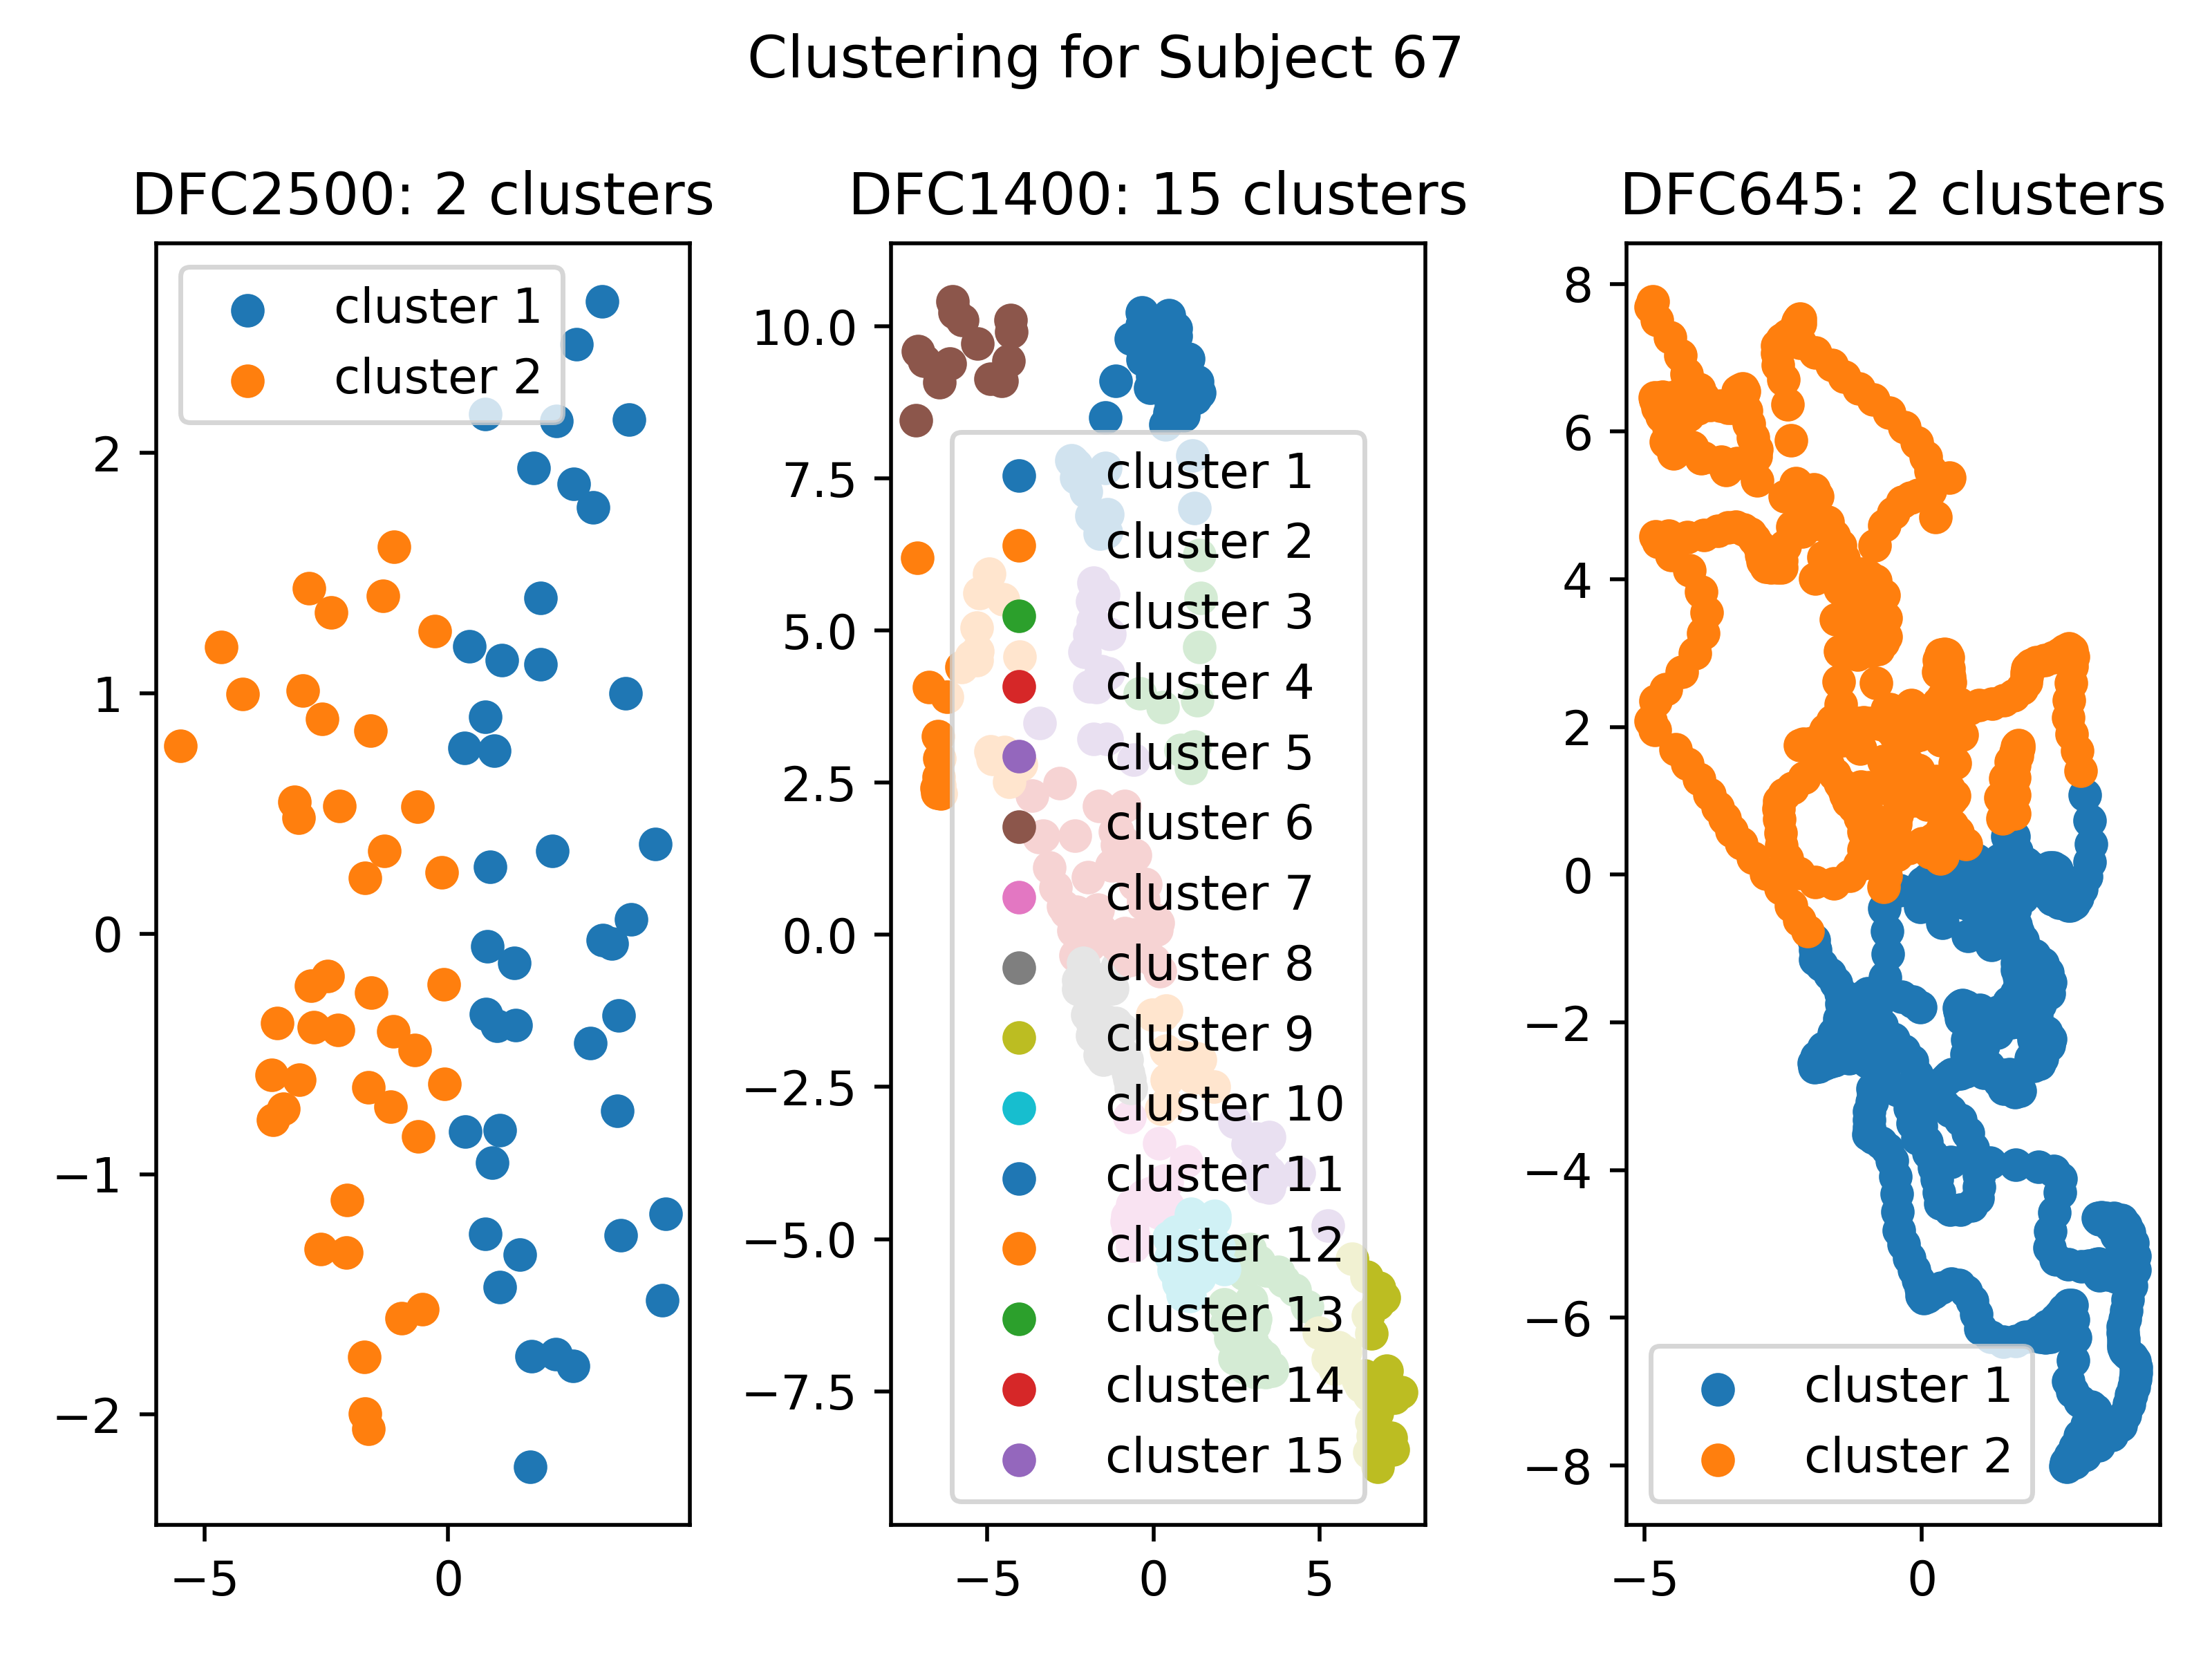 Clustering for Subject 67
DFC2500: 2 clusters
DFC1400: 15 clusters
DFC645: 2 clusters
cluster 1
cluster 2
2
1
0
−1
−2
−5
0
10.0
7.5
5.0
2.5
0.0
−2.5
−5.0
−7.5
cluster 1
cluster 2
cluster 3
cluster 4
cluster 5
cluster 6
cluster 7
cluster 8
cluster 9
cluster 10
cluster 11
cluster 12
cluster 13
cluster 14
cluster 15
−5
0
5
8
6
4
2
0
−2
−4
−6
−8
cluster 1
cluster 2
−5
0